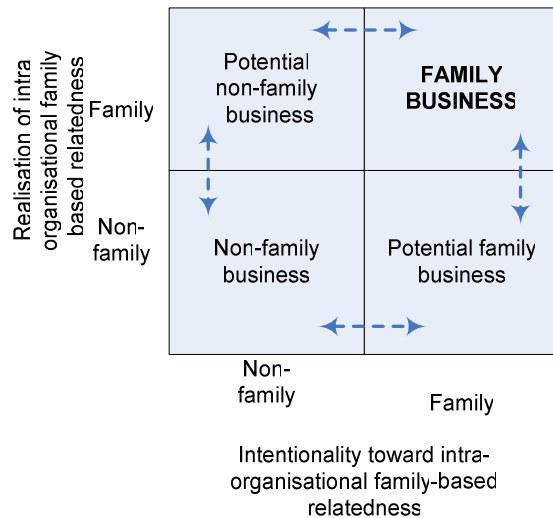 Realisation of intra
organisational family
based relatedness
Family
Non-
family
Potential
non-family
business
FAMILY
BUSINESS
Non-family
business
Potential family
business
Non-
family
Family
Intentionality toward intra-
organisational family-based
relatedness